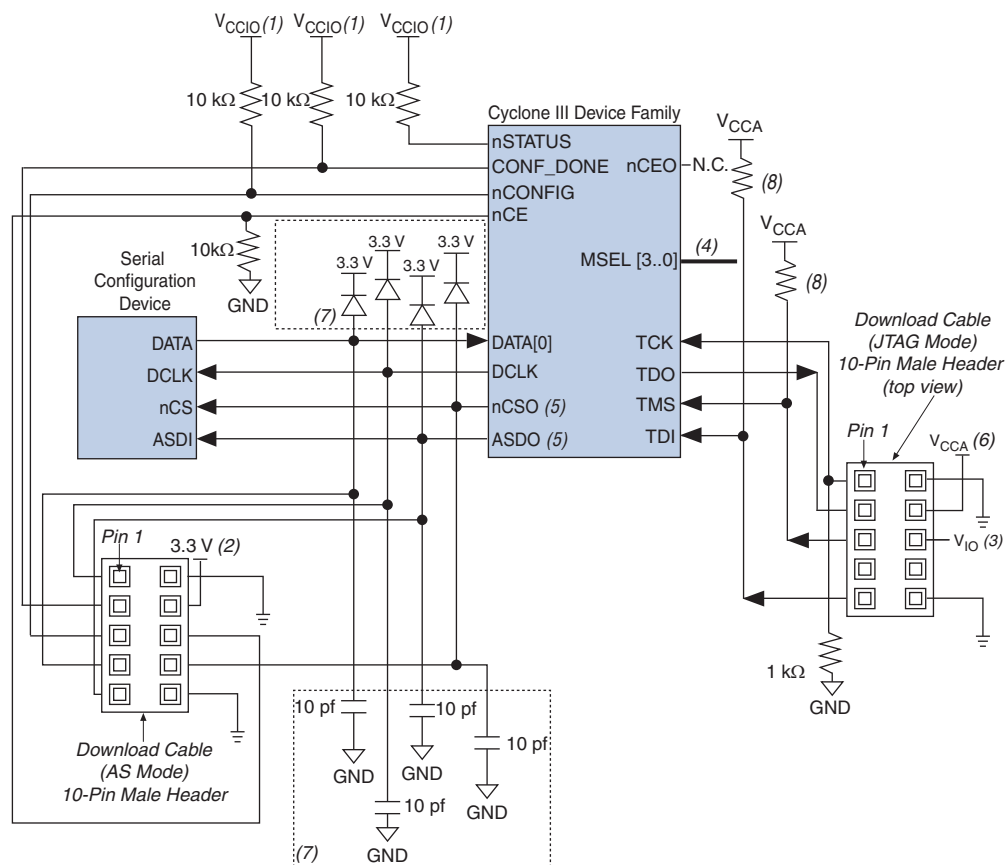 VCCIO (1) VCCIO (1) VCCIO (1)
10 kΩ 10 kΩ 10 kΩ
Cyclone III Device Family
nSTATUS
CONF_DONE
nCONFIG
nCE
nCEO N.C.
VCCA
(8)
MSEL [3..0] (4)
VCCA
(8)
10kΩ
GND
3.3 V 3.3 V 3.3 V 3.3 V
(7)
Serial
Configuration
Device
DATA
DCLK
nCS
ASDI
DATA[0]
DCLK
nCSO (5)
ASDO (5)
TCK
TDO
TMS
TDI
Download Cable
(JTAG Mode)
10-Pin Male Header
(top view)
Pin 1
VCCA (6)
VIO (3)
1 kΩ
GND
Pin 1
3.3 V (2)
Download Cable
(AS Mode)
10-Pin Male Header
10 pf
GND
10 pf
GND
10 pf
GND
10 pf
GND
(7)